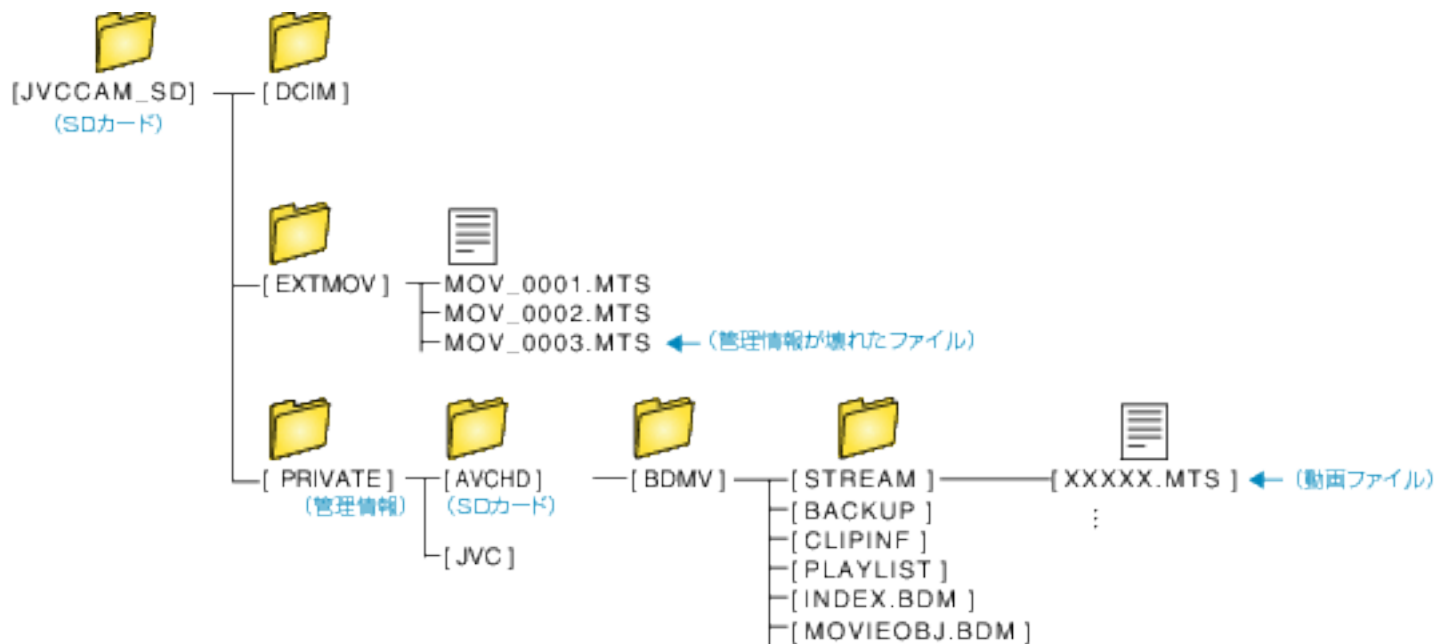 [JVCCAM_SD]
[DCIM]
(SDカード)
[EXTMOV]
MOV_0001.MTS
MOV_0002.MTS
MOV_0003.MTS
(管理情報が壊れたファイル)
[PRIVATE]
(管理情報)
[AVCHD]
(SDカード)
[JVC]
[BDMV]
[STREAM]
[BACKUP]
[CLIPINF]
[PLAYLIST]
[INDEX.BDM]
[MOVIEOBJ.BDM]
[XXXXX.MTS]
(動画ファイル)